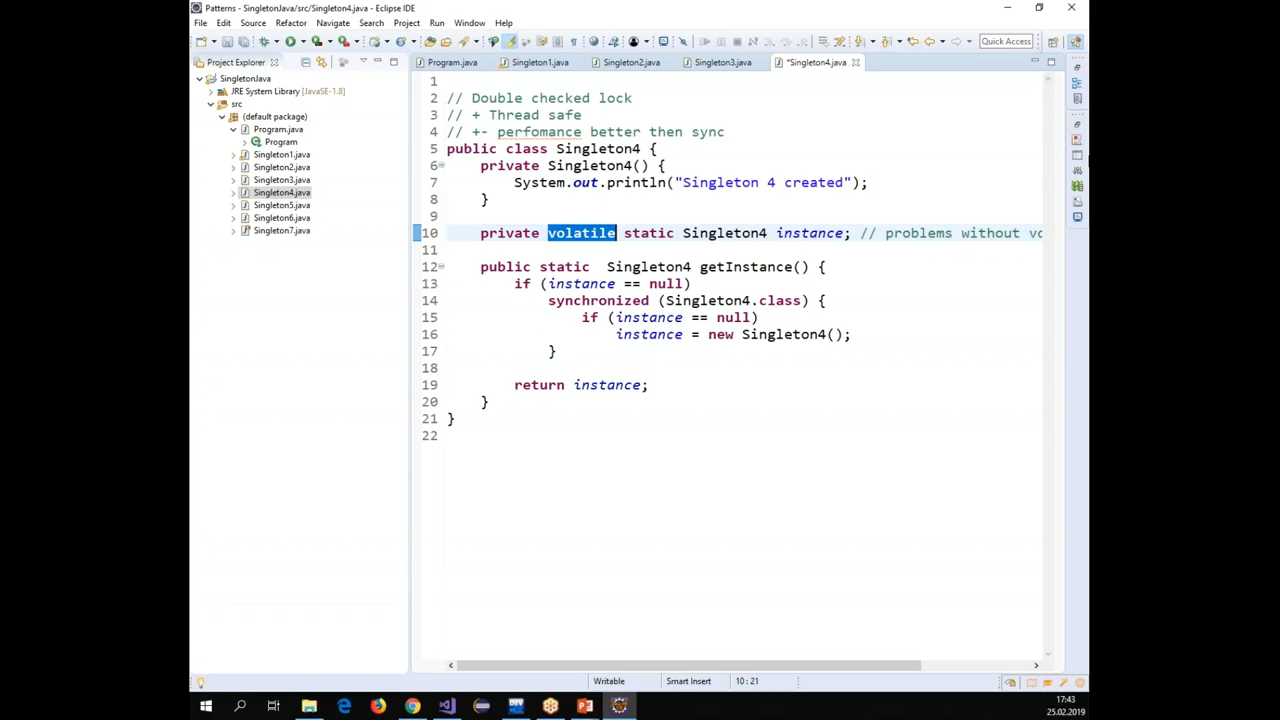 Patterns - SingletonJava/src/Singleton4.java - Eclipse IDE
File Edit Source Refactor Navigate Search Project Run Window Help
Quick Access
Project Explorer
Program.java Singleton1.java Singleton2.java Singleton3.java *Singleton4.java
SingletonJava
JRE System Library [JavaSE-1.8]
src
(default package)
Program.java
Program
Singleton1.java
Singleton2.java
Singleton3.java
Singleton4.java
Singleton5.java
Singleton6.java
Singleton7.java
1
2 // Double checked lock
3 // + Thread safe
4 // +- perfomance better then sync
5 public class Singleton4 {
6 private Singleton4() {
7 System.out.println("Singleton 4 created");
8 }
9
10 private volatile static Singleton4 instance; // problems without vo
11
12 public static Singleton4 getInstance() {
13 if (instance == null)
14 synchronized (Singleton4.class) {
15 if (instance == null)
16 instance = new Singleton4();
17 }
18
19 return instance;
20 }
21 }
22
Writable Smart Insert 10 : 21
17:43
25.02.2019